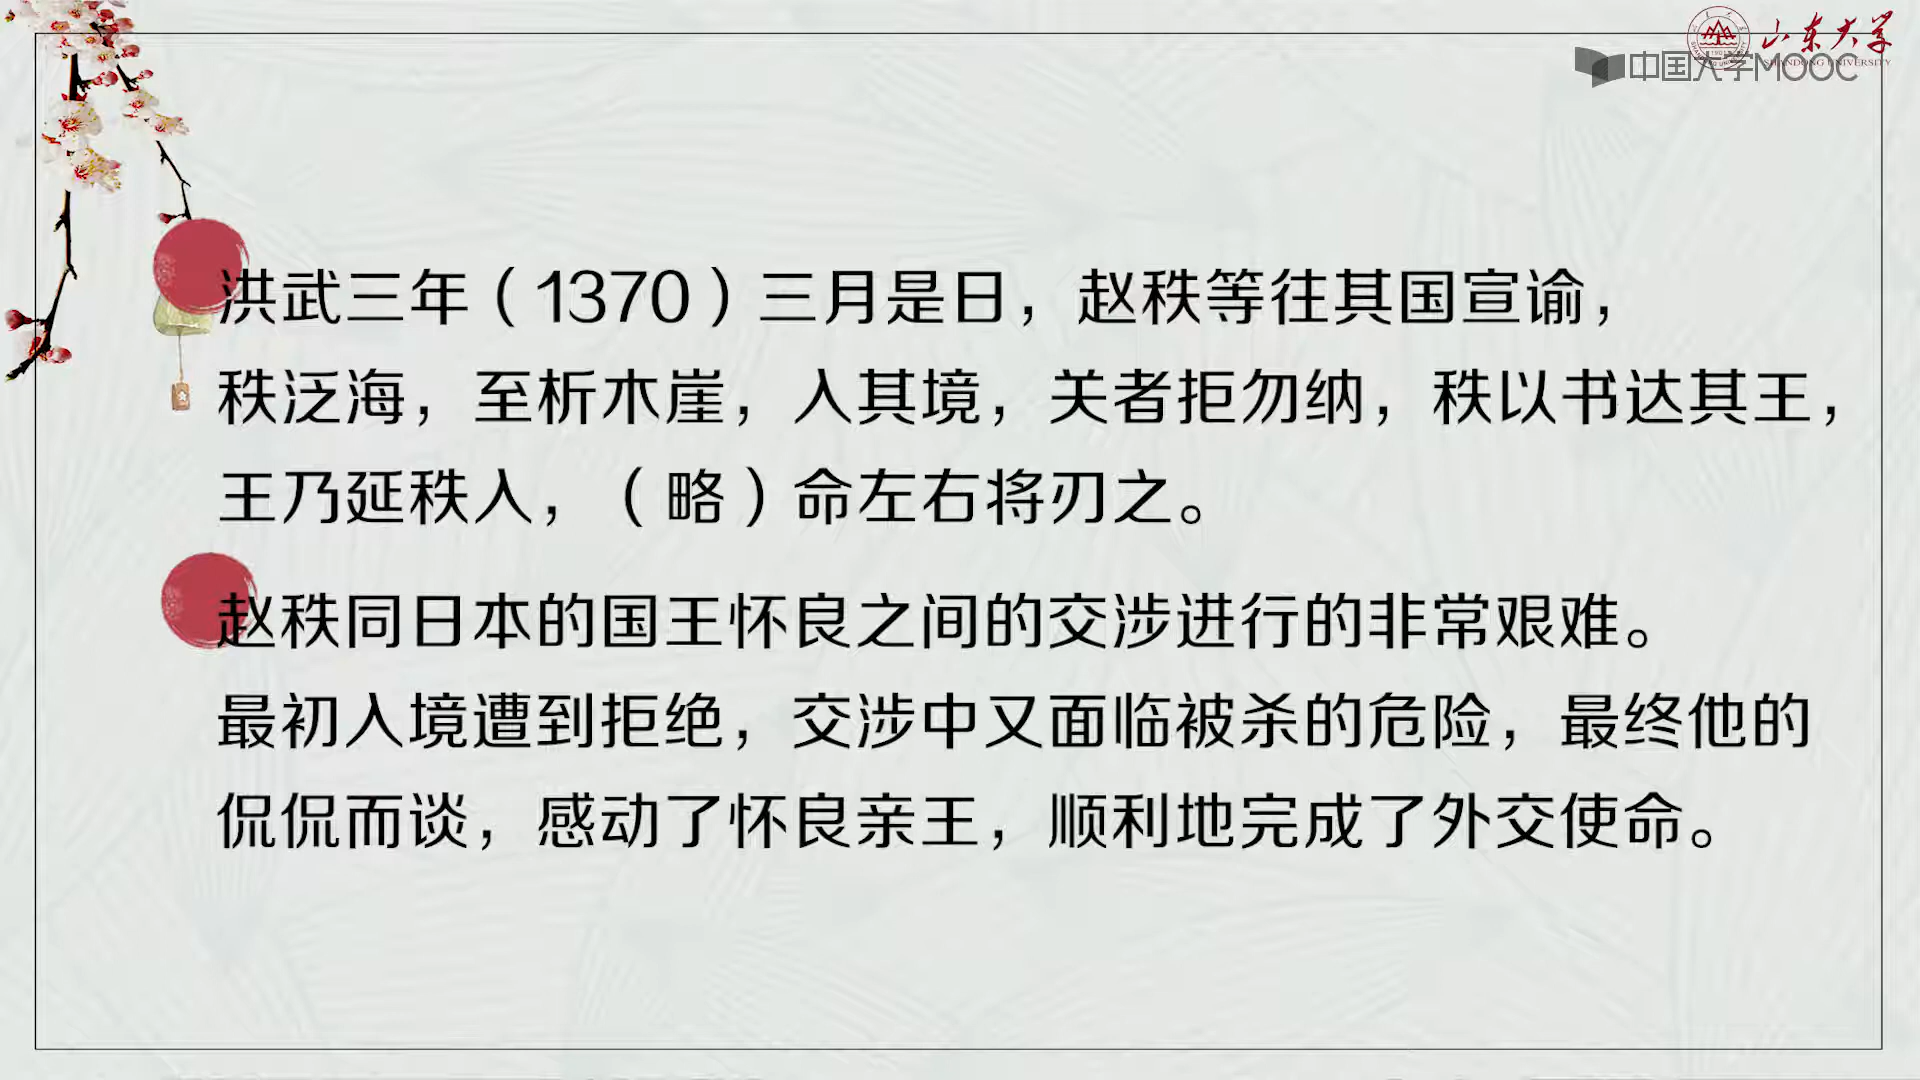 山东大学
SHANDONG UNIVERSITY
中国大学MOOC
洪武三年（1370）三月是日，赵秩等往其国宣谕，
秩泛海，至析木崖，入其境，关者拒勿纳，秩以书达其王，
王乃延秩入，（略）命左右将刃之。
赵秩同日本的国王怀良之间的交涉进行的非常艰难。
最初入境遭到拒绝，交涉中又面临被杀的危险，最终他的
侃侃而谈，感动了怀良亲王，顺利地完成了外交使命。